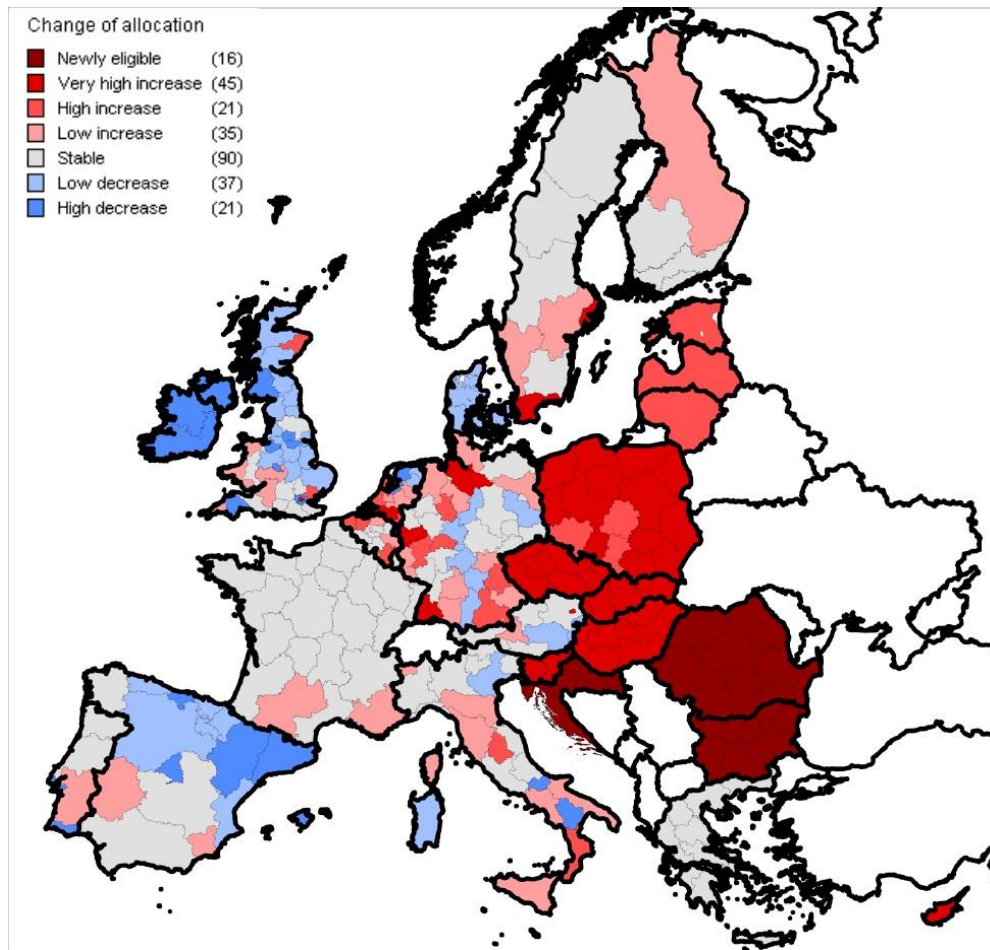 Change of allocation
Newly eligible (16)
Very high increase (45)
High increase (21)
Low increase (35)
Stable (90)
Low decrease (37)
High decrease (21)